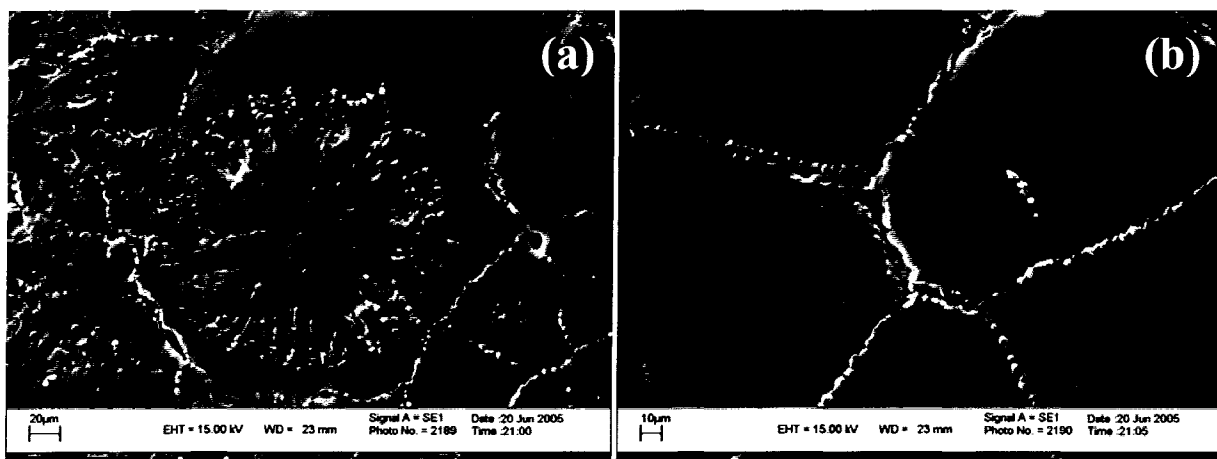 (a)
20µm
EHT = 15.00 kV
WD = 23 mm
Signal A = SE1
Photo No. = 2189
Date :20 Jun 2005
Time :21:00
(b)
10µm
EHT = 15.00 kV
WD = 23 mm
Signal A = SE1
Photo No. = 2190
Date :20 Jun 2005
Time :21:05